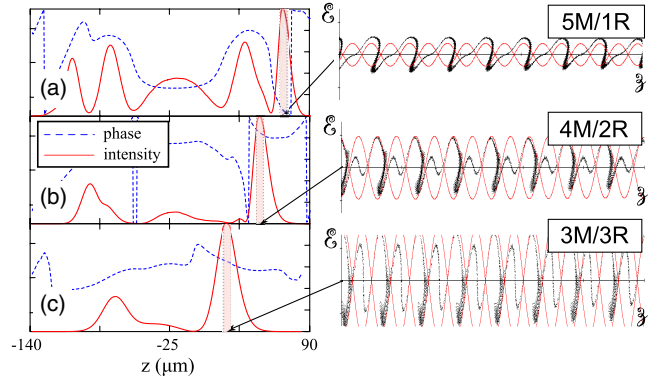 (a)
5M/1R
ℰ
𝓏
phase
intensity
(b)
4M/2R
ℰ
𝓏
(c)
3M/3R
ℰ
𝓏
-140
-25
90
z (μm)